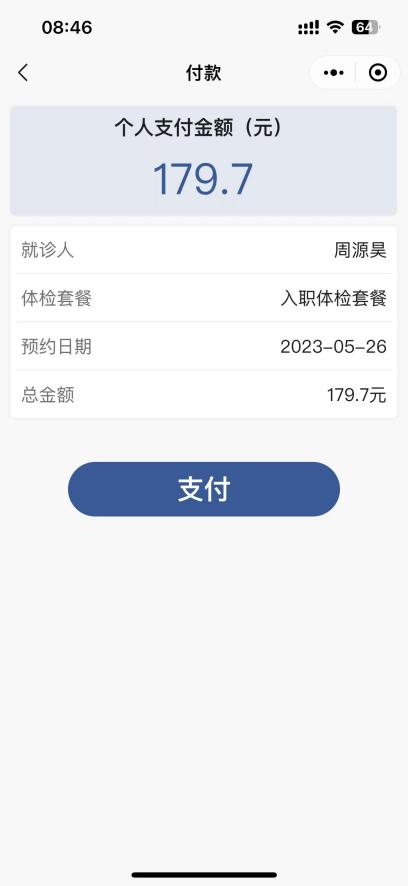 08:46
64
付款
个人支付金额（元）
179.7
就诊人 周源昊
体检套餐 入职体检套餐
预约日期 2023-05-26
总金额 179.7元
支付